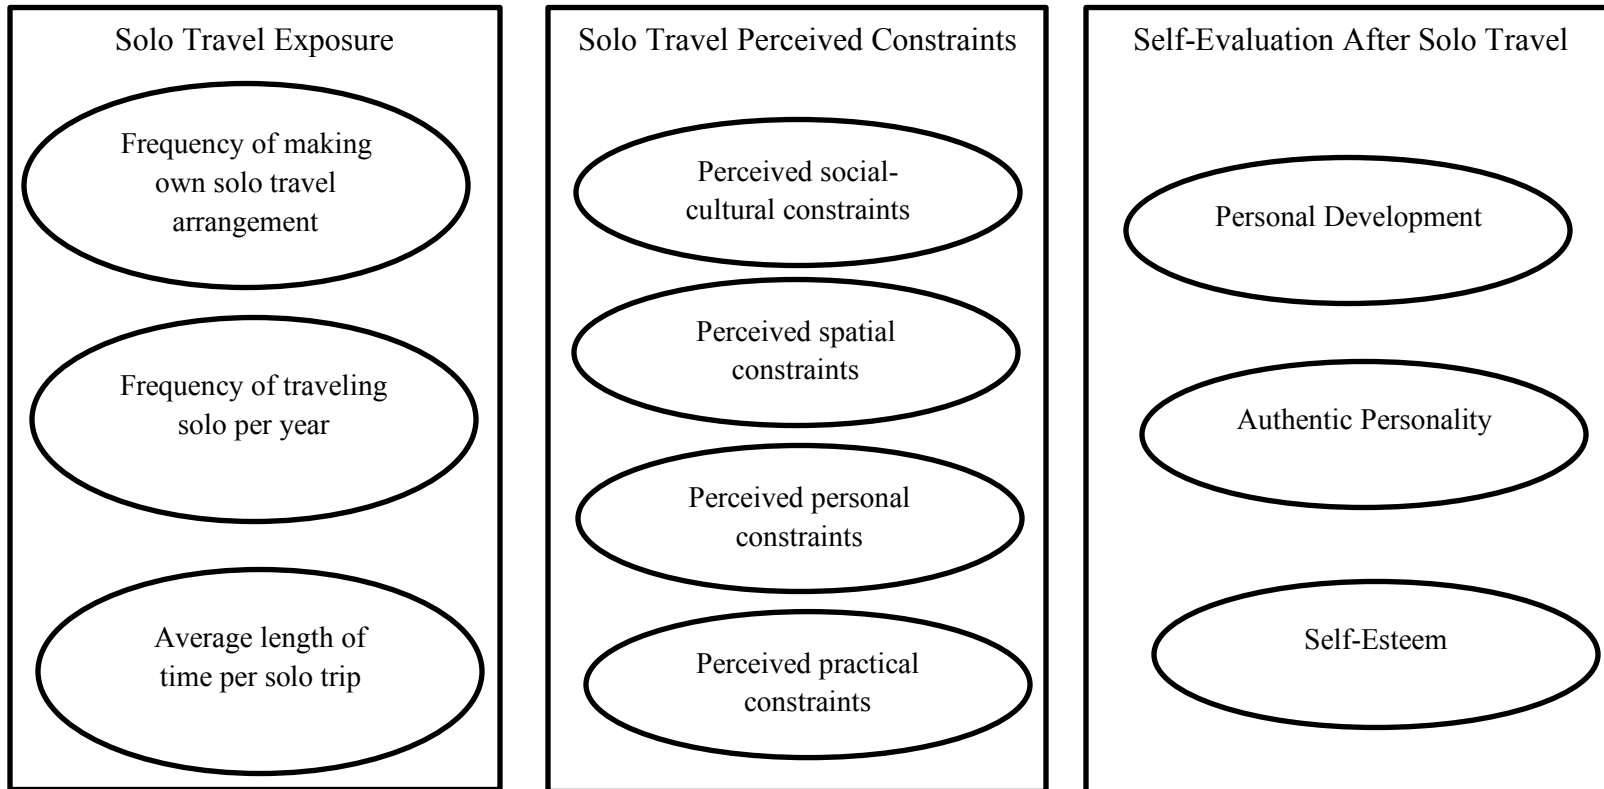 Solo Travel Exposure
Frequency of making
own solo travel
arrangement
Frequency of traveling
solo per year
Average length of
time per solo trip
Solo Travel Perceived Constraints
Perceived social-
cultural constraints
Perceived spatial
constraints
Perceived personal
constraints
Perceived practical
constraints
Self-Evaluation After Solo Travel
Personal Development
Authentic Personality
Self-Esteem